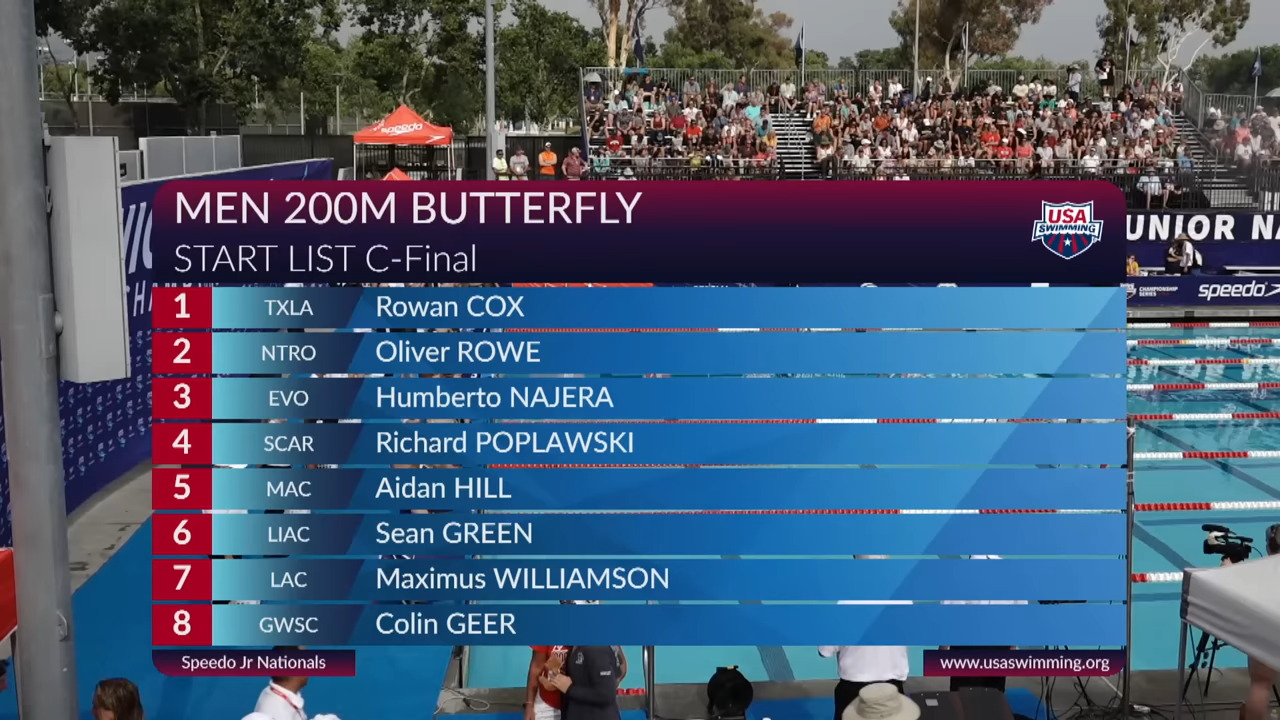 speedo
MEN 200M BUTTERFLY
START LIST C-Final
USA
SWIMMING
UNIOR NA
CHAMPIONSHIP
SERIES
speedo
1 TXLA Rowan COX
2 NTRO Oliver ROWE
3 EVO Humberto NAJERA
4 SCAR Richard POPLAWSKI
5 MAC Aidan HILL
6 LIAC Sean GREEN
7 LAC Maximus WILLIAMSON
8 GWSC Colin GEER
Speedo Jr Nationals
www.usaswimming.org